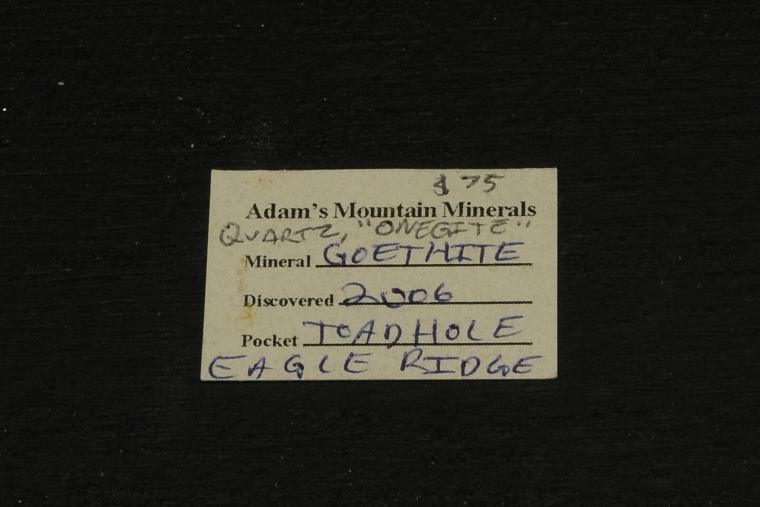 $75
Adam's Mountain Minerals
QUARTZ, "ONEGITE"
Mineral GOETHITE
Discovered 2006
Pocket TOADHOLE
EAGLE RIDGE